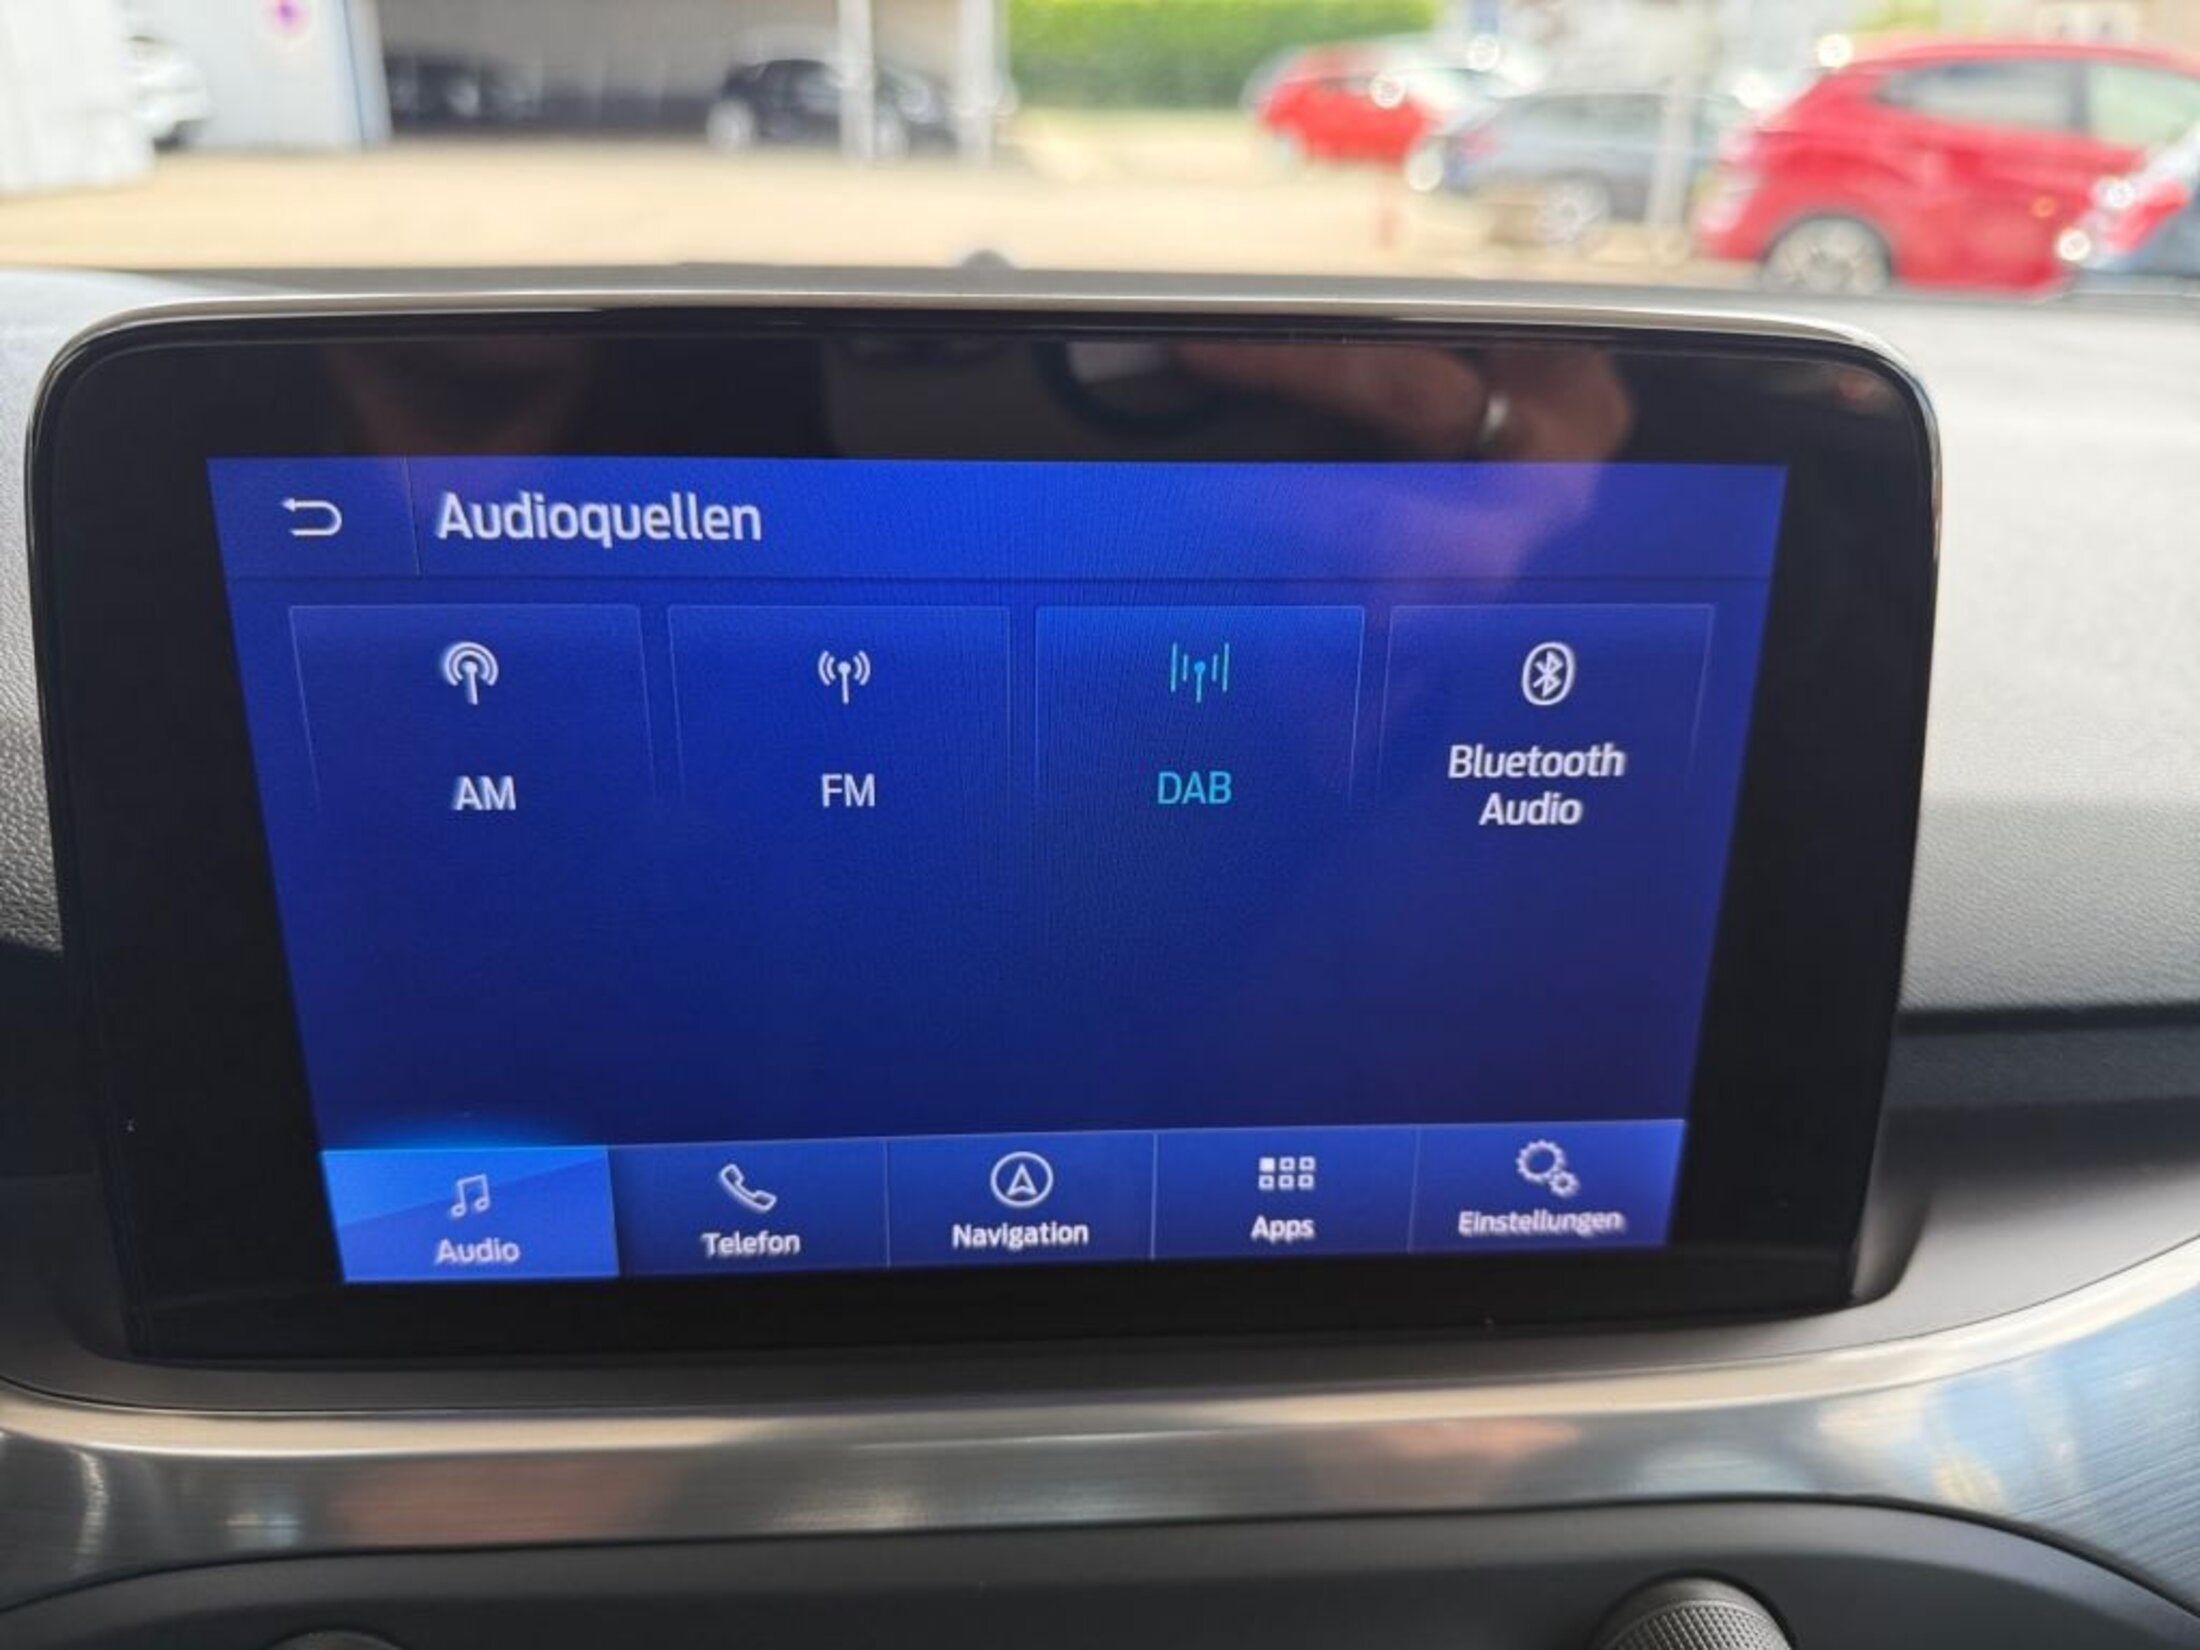 Audioquellen
AM
FM
DAB
Bluetooth
Audio
Audio
Telefon
Navigation
Apps
Einstellungen